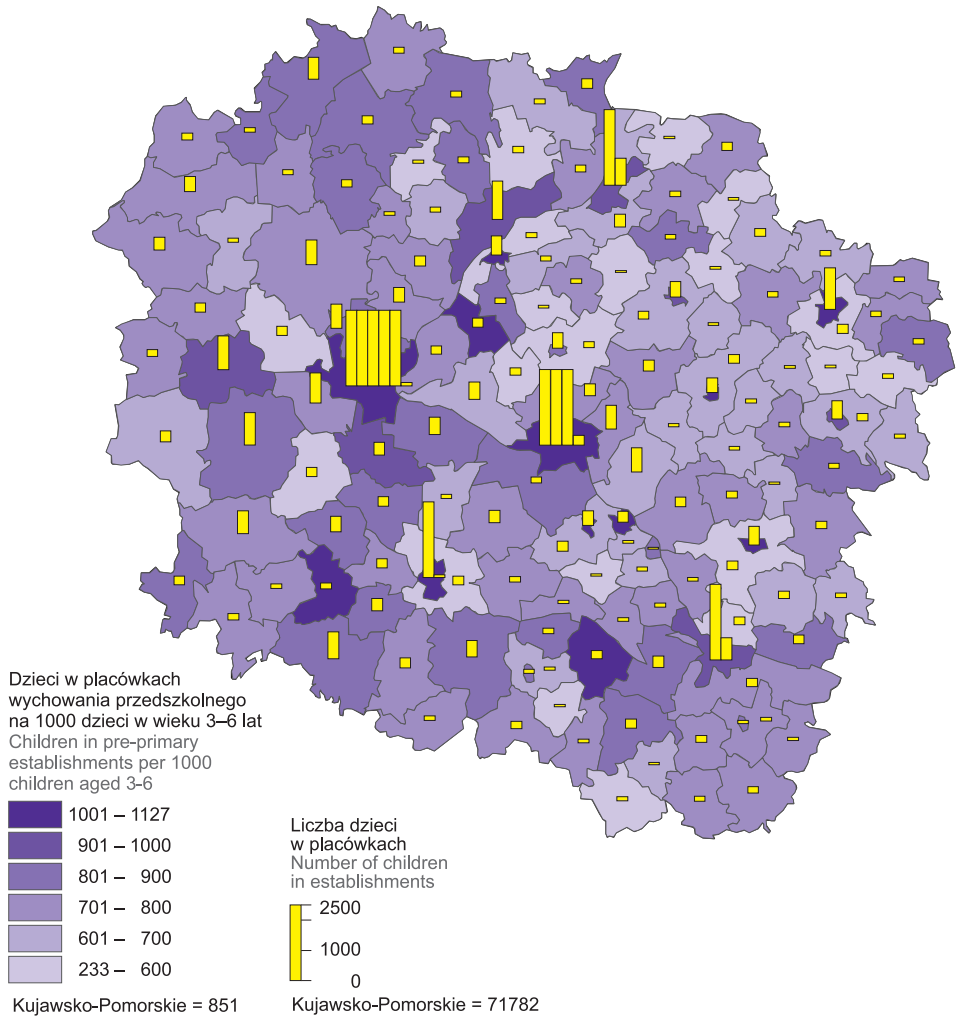 Dzieci w placówkach
wychowania przedszkolnego
na 1000 dzieci w wieku 3–6 lat
Children in pre-primary
establishments per 1000
children aged 3-6
1001 – 1127
901 – 1000
801 – 900
701 – 800
601 – 700
233 – 600
Kujawsko-Pomorskie = 851
Liczba dzieci
w placówkach
Number of children
in establishments
2500
1000
0
Kujawsko-Pomorskie = 71782